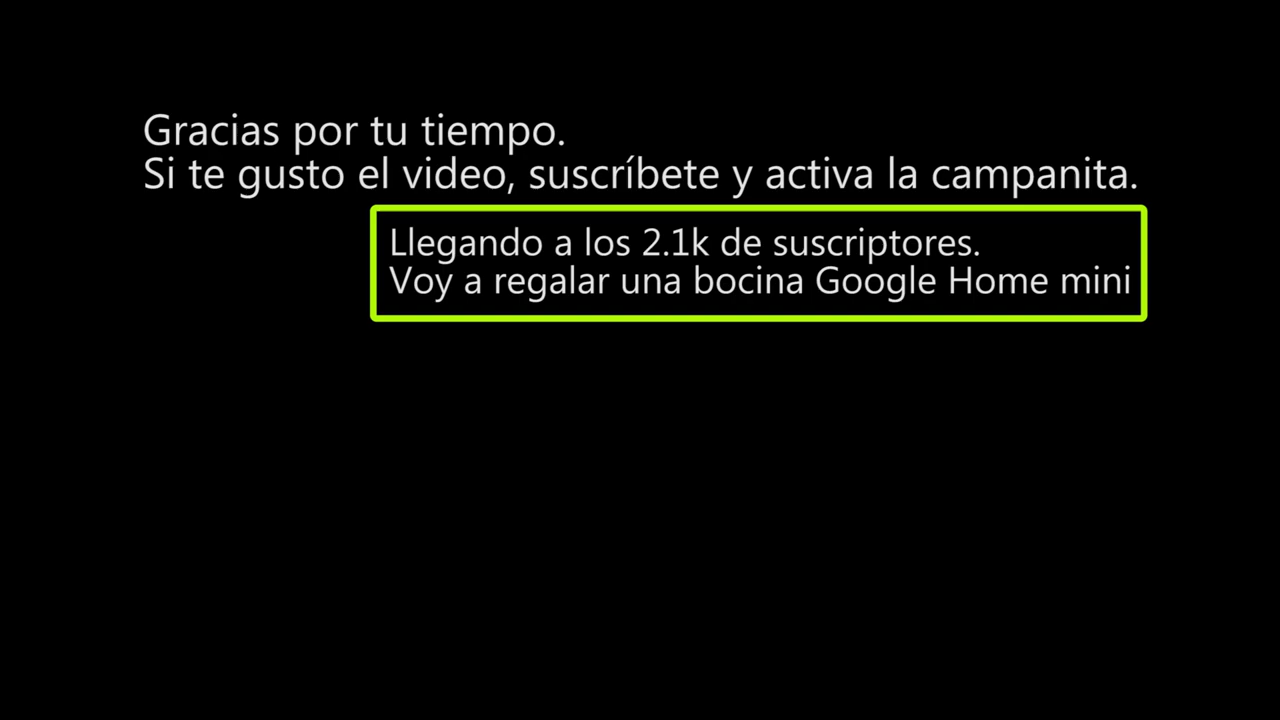 Gracias por tu tiempo.
Si te gusto el video, suscríbete y activa la campanita.
Llegando a los 2.1k de suscriptores.
Voy a regalar una bocina Google Home mini